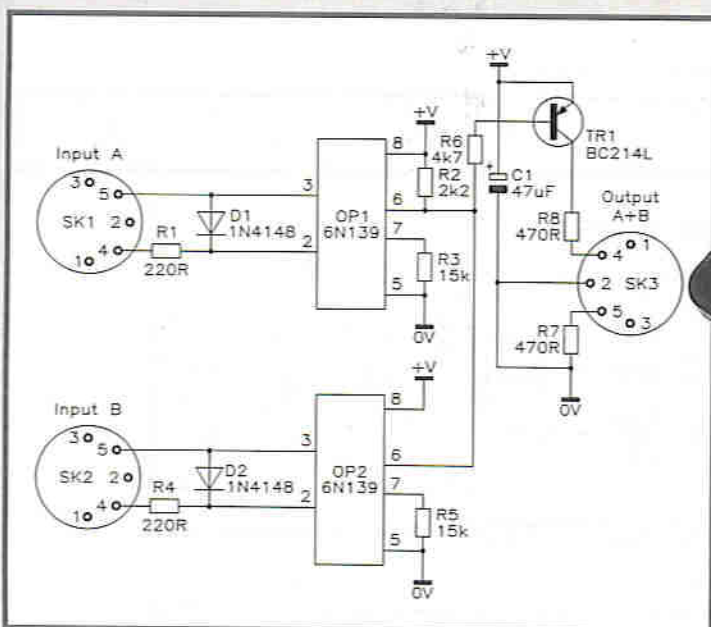 +V
+V
TR1
BC214L
Input A
3
5
SK1
2
4
1
R1
220R
D1
1N4148
3
2
OP1
6N139
8
6
7
5
R2
2k2
R3
15k
0V
R6
4k7
+
C1
47uF
R8
470R
Output
A+B
1
4
2
SK3
5
3
R7
470R
0V
+V
Input B
3
5
SK2
2
4
1
R4
220R
D2
1N4148
3
2
OP2
6N139
8
6
7
5
R5
15k
0V